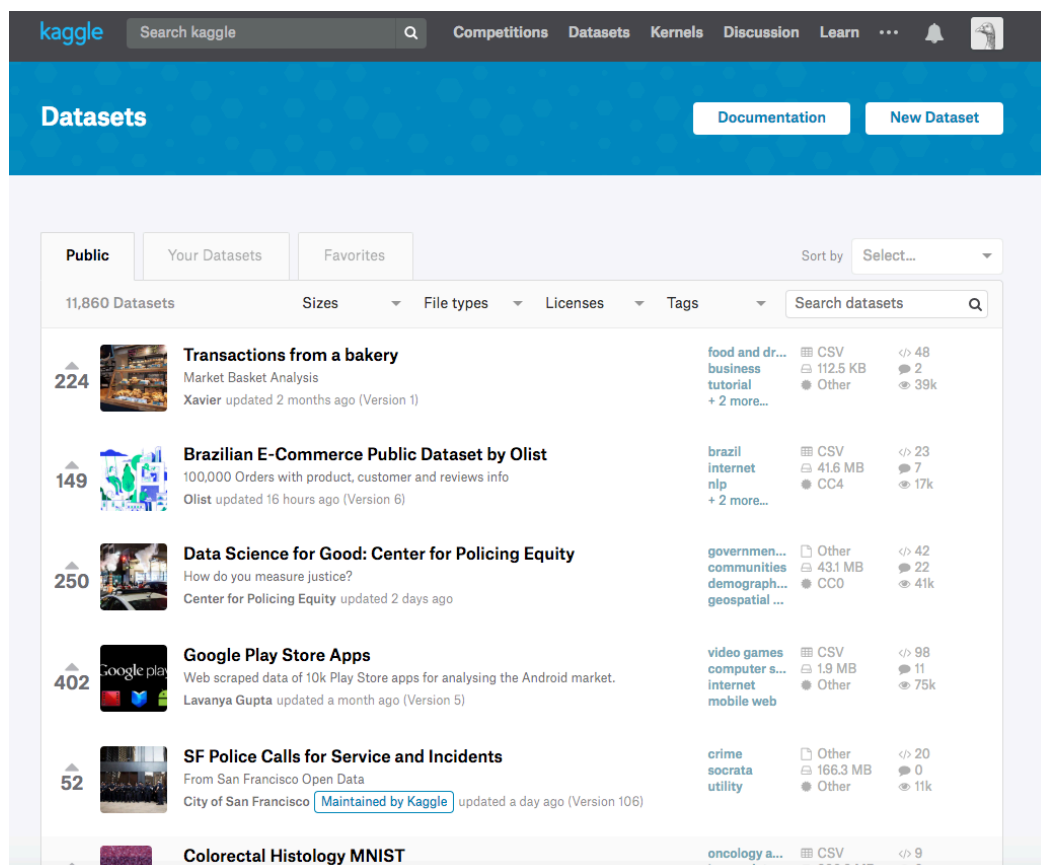 kaggle Search kaggle Competitions Datasets Kernels Discussion Learn ...
Datasets Documentation New Dataset
Public Your Datasets Favorites Sort by Select...
11,860 Datasets Sizes File types Licenses Tags Search datasets
224
Transactions from a bakery
Market Basket Analysis
Xavier updated 2 months ago (Version 1)
food and dr... CSV 48
business 112.5 KB 2
tutorial Other 39k
+ 2 more...
149
Brazilian E-Commerce Public Dataset by Olist
100,000 Orders with product, customer and reviews info
Olist updated 16 hours ago (Version 6)
brazil CSV 23
internet 41.6 MB 7
nlp CC4 17k
+ 2 more...
250
Data Science for Good: Center for Policing Equity
How do you measure justice?
Center for Policing Equity updated 2 days ago
governmen... Other 42
communities 43.1 MB 22
demograph... CC0 41k
geospatial ...
402
Google play
Google Play Store Apps
Web scraped data of 10k Play Store apps for analysing the Android market.
Lavanya Gupta updated a month ago (Version 5)
video games CSV 98
computer s... 1.9 MB 11
internet Other 75k
mobile web
52
SF Police Calls for Service and Incidents
From San Francisco Open Data
City of San Francisco Maintained by Kaggle updated a day ago (Version 106)
crime Other 20
socrata 166.3 MB 0
utility Other 11k
Colorectal Histology MNIST
oncology a... CSV 9